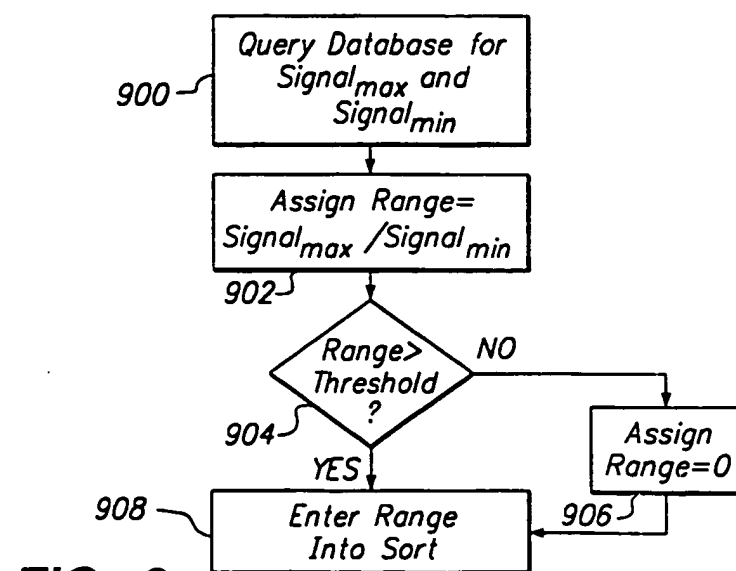 Query Database for
Signalmax and
Signalmin
900
Assign Range=
Signalmax /Signalmin
902
Range>
Threshold
?
NO
904
YES
Assign
Range=0
906
908
Enter Range
Into Sort